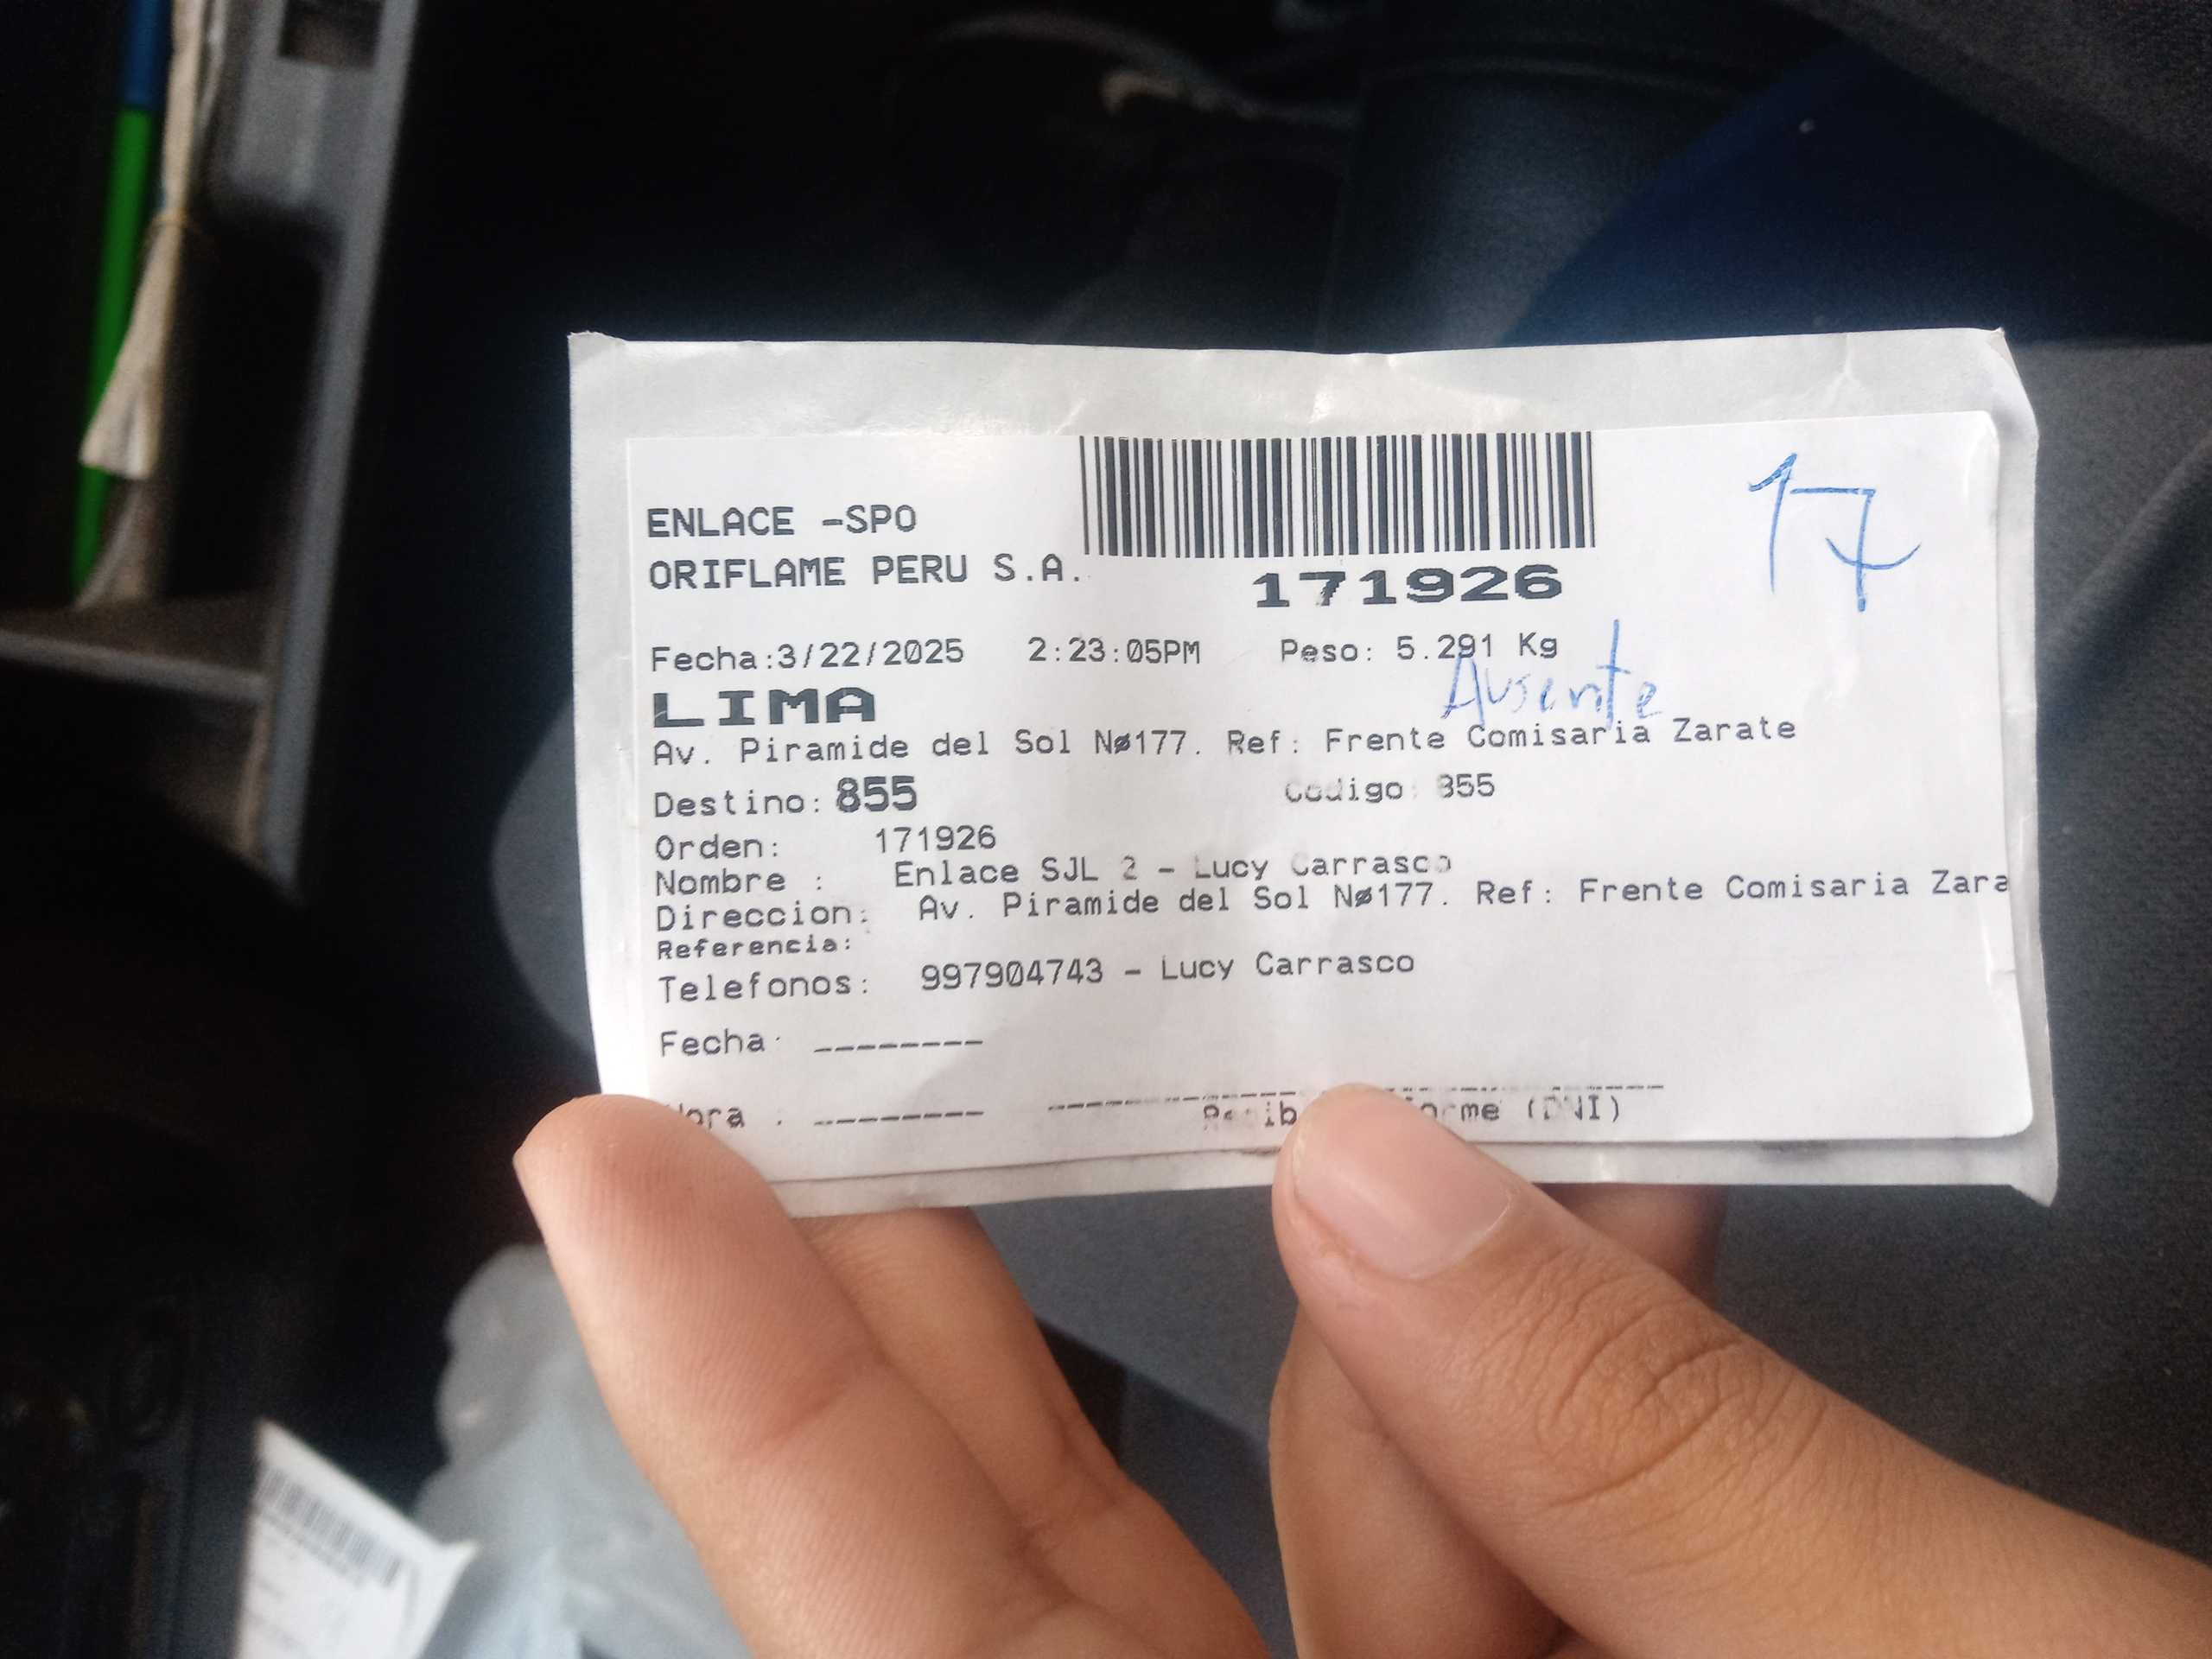 ENLACE -SPO
ORIFLAME PERU S.A.
171926
17
Fecha:3/22/2025 2:23:05PM Peso: 5.291 Kg
Ausente
LIMA
Av. Piramide del Sol Nø177. Ref: Frente Comisaria Zarate
Destino: 855 Codigo: 855
Orden: 171926
Nombre : Enlace SJL 2 - Lucy Carrasco
Direccion: Av. Piramide del Sol Nø177. Ref: Frente Comisaria Zara
Referencia:
Telefonos: 997904743 - Lucy Carrasco
Fecha: --------
Hora : --------
(DNI)